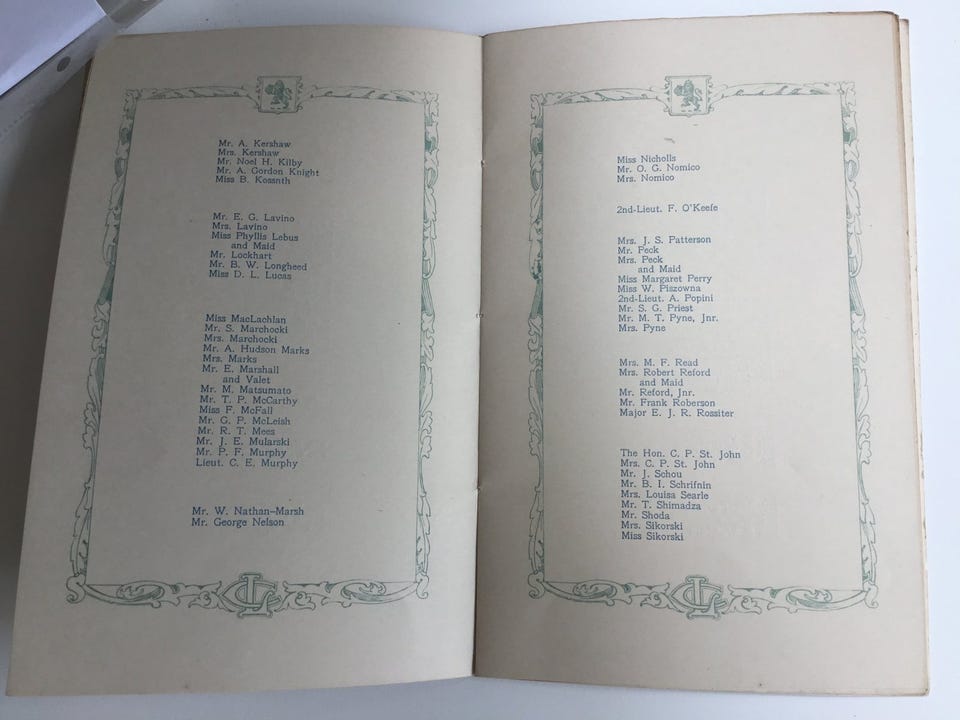 Mr. A. Kershaw
Mrs. Kershaw
Mr. Noel H. Kilby
Mr. A. Gordon Knight
Miss B. Kossnth
Mr. E. G. Lavino
Mrs. Lavino
Miss Phyllis Lebus
and Maid
Mr. Lockhart
Mr. B. W. Longheed
Miss D. L. Lucas
Miss MacLachlan
Mr. S. Marchocki
Mrs. Marchocki
Mr. A. Hudson Marks
Mrs. Marks
Mr. E. Marshall
and Valet
Mr. M. Matsumato
Mr. T. P. McCarthy
Miss F. McFall
Mr. G. P. McLeish
Mr. R. T. Mees
Mr. J. E. Mularski
Mr. P. F. Murphy
Lieut. C. E. Murphy
Mr. W. Nathan-Marsh
Mr. George Nelson
Miss Nicholls
Mr. O. G. Nomico
Mrs. Nomico
2nd-Lieut. F. O'Keefe
Mrs. J. S. Patterson
Mr. Peck
Mrs. Peck
and Maid
Miss Margaret Perry
Miss W. Piszowna
2nd-Lieut. A. Popini
Mr. S. G. Priest
Mr. M. T. Pyne, Jnr.
Mrs. Pyne
Mrs. M. F. Read
Mrs. Robert Reford
and Maid
Mr. Reford, Jnr.
Mr. Frank Roberson
Major E. J. R. Rossiter
The Hon. C. P. St. John
Mrs. C. P. St. John
Mr. J. Schou
Mr. B. I. Schrifnin
Mrs. Louisa Searle
Mr. T. Shimadza
Mr. Shoda
Mrs. Sikorski
Miss Sikorski